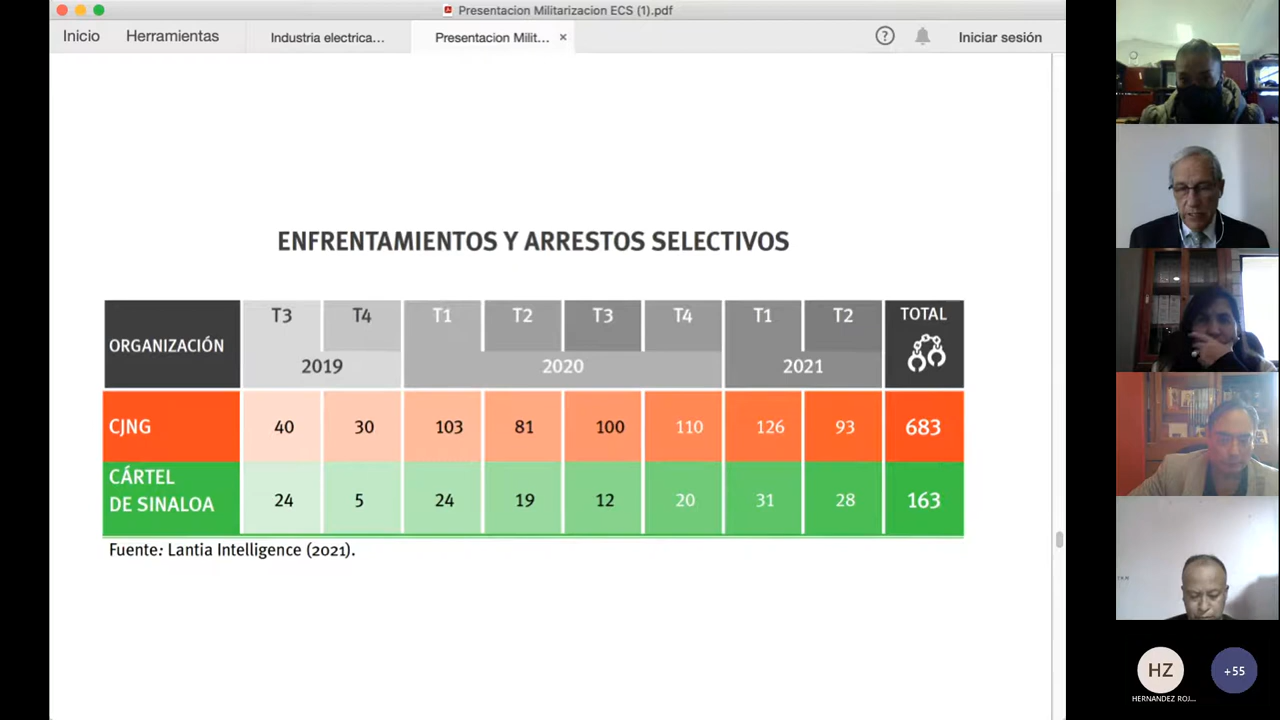 Presentacion Militarizacion ECS (1).pdf
Inicio Herramientas Industria electrica... Presentacion Milit... × Iniciar sesión
ENFRENTAMIENTOS Y ARRESTOS SELECTIVOS
ORGANIZACIÓN T3 T4 T1 T2 T3 T4 T1 T2 TOTAL
2019 2020 2021
CJNG 40 30 103 81 100 110 126 93 683
CÁRTEL
DE SINALOA 24 5 24 19 12 20 31 28 163
Fuente: Lantia Intelligence (2021).
HZ +55
HERNANDEZ ROJ...